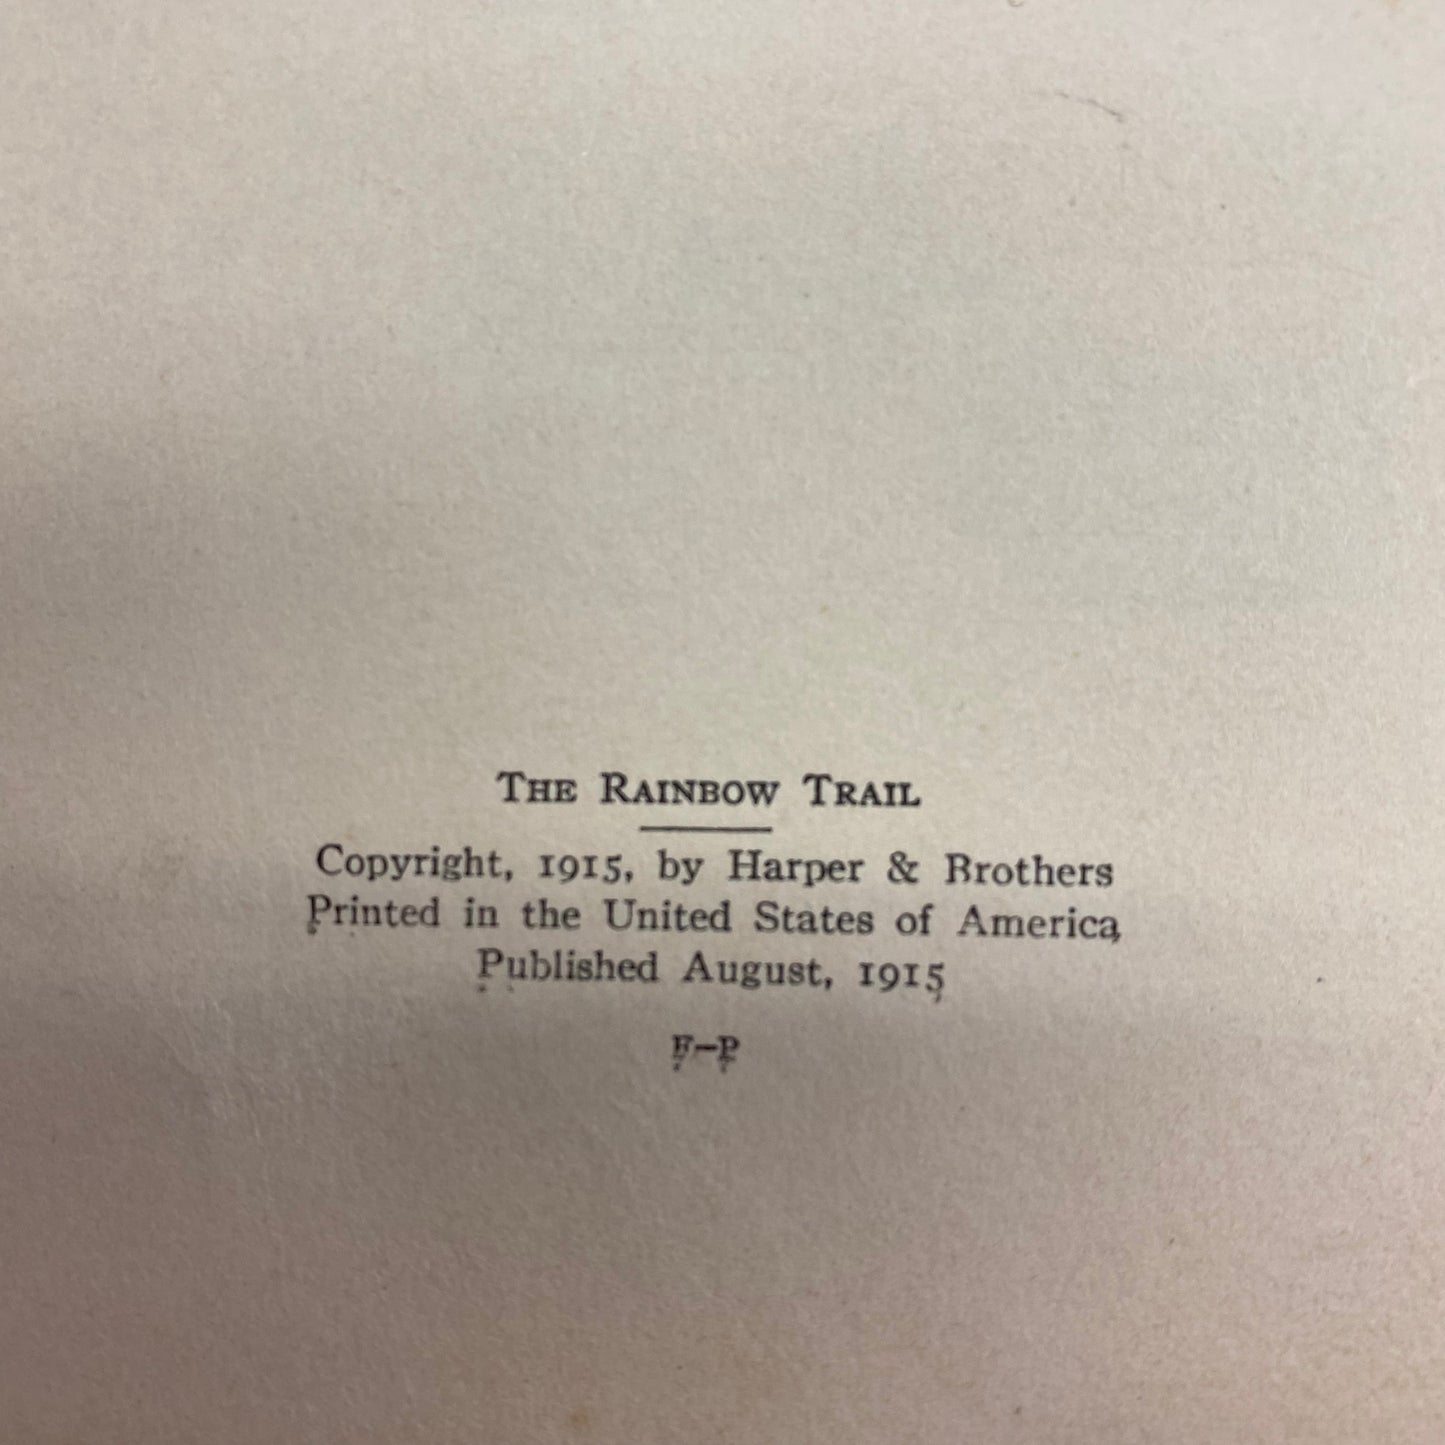 THE RAINBOW TRAIL
Copyright, 1915, by Harper & Brothers
Printed in the United States of America
Published August, 1915
F–P